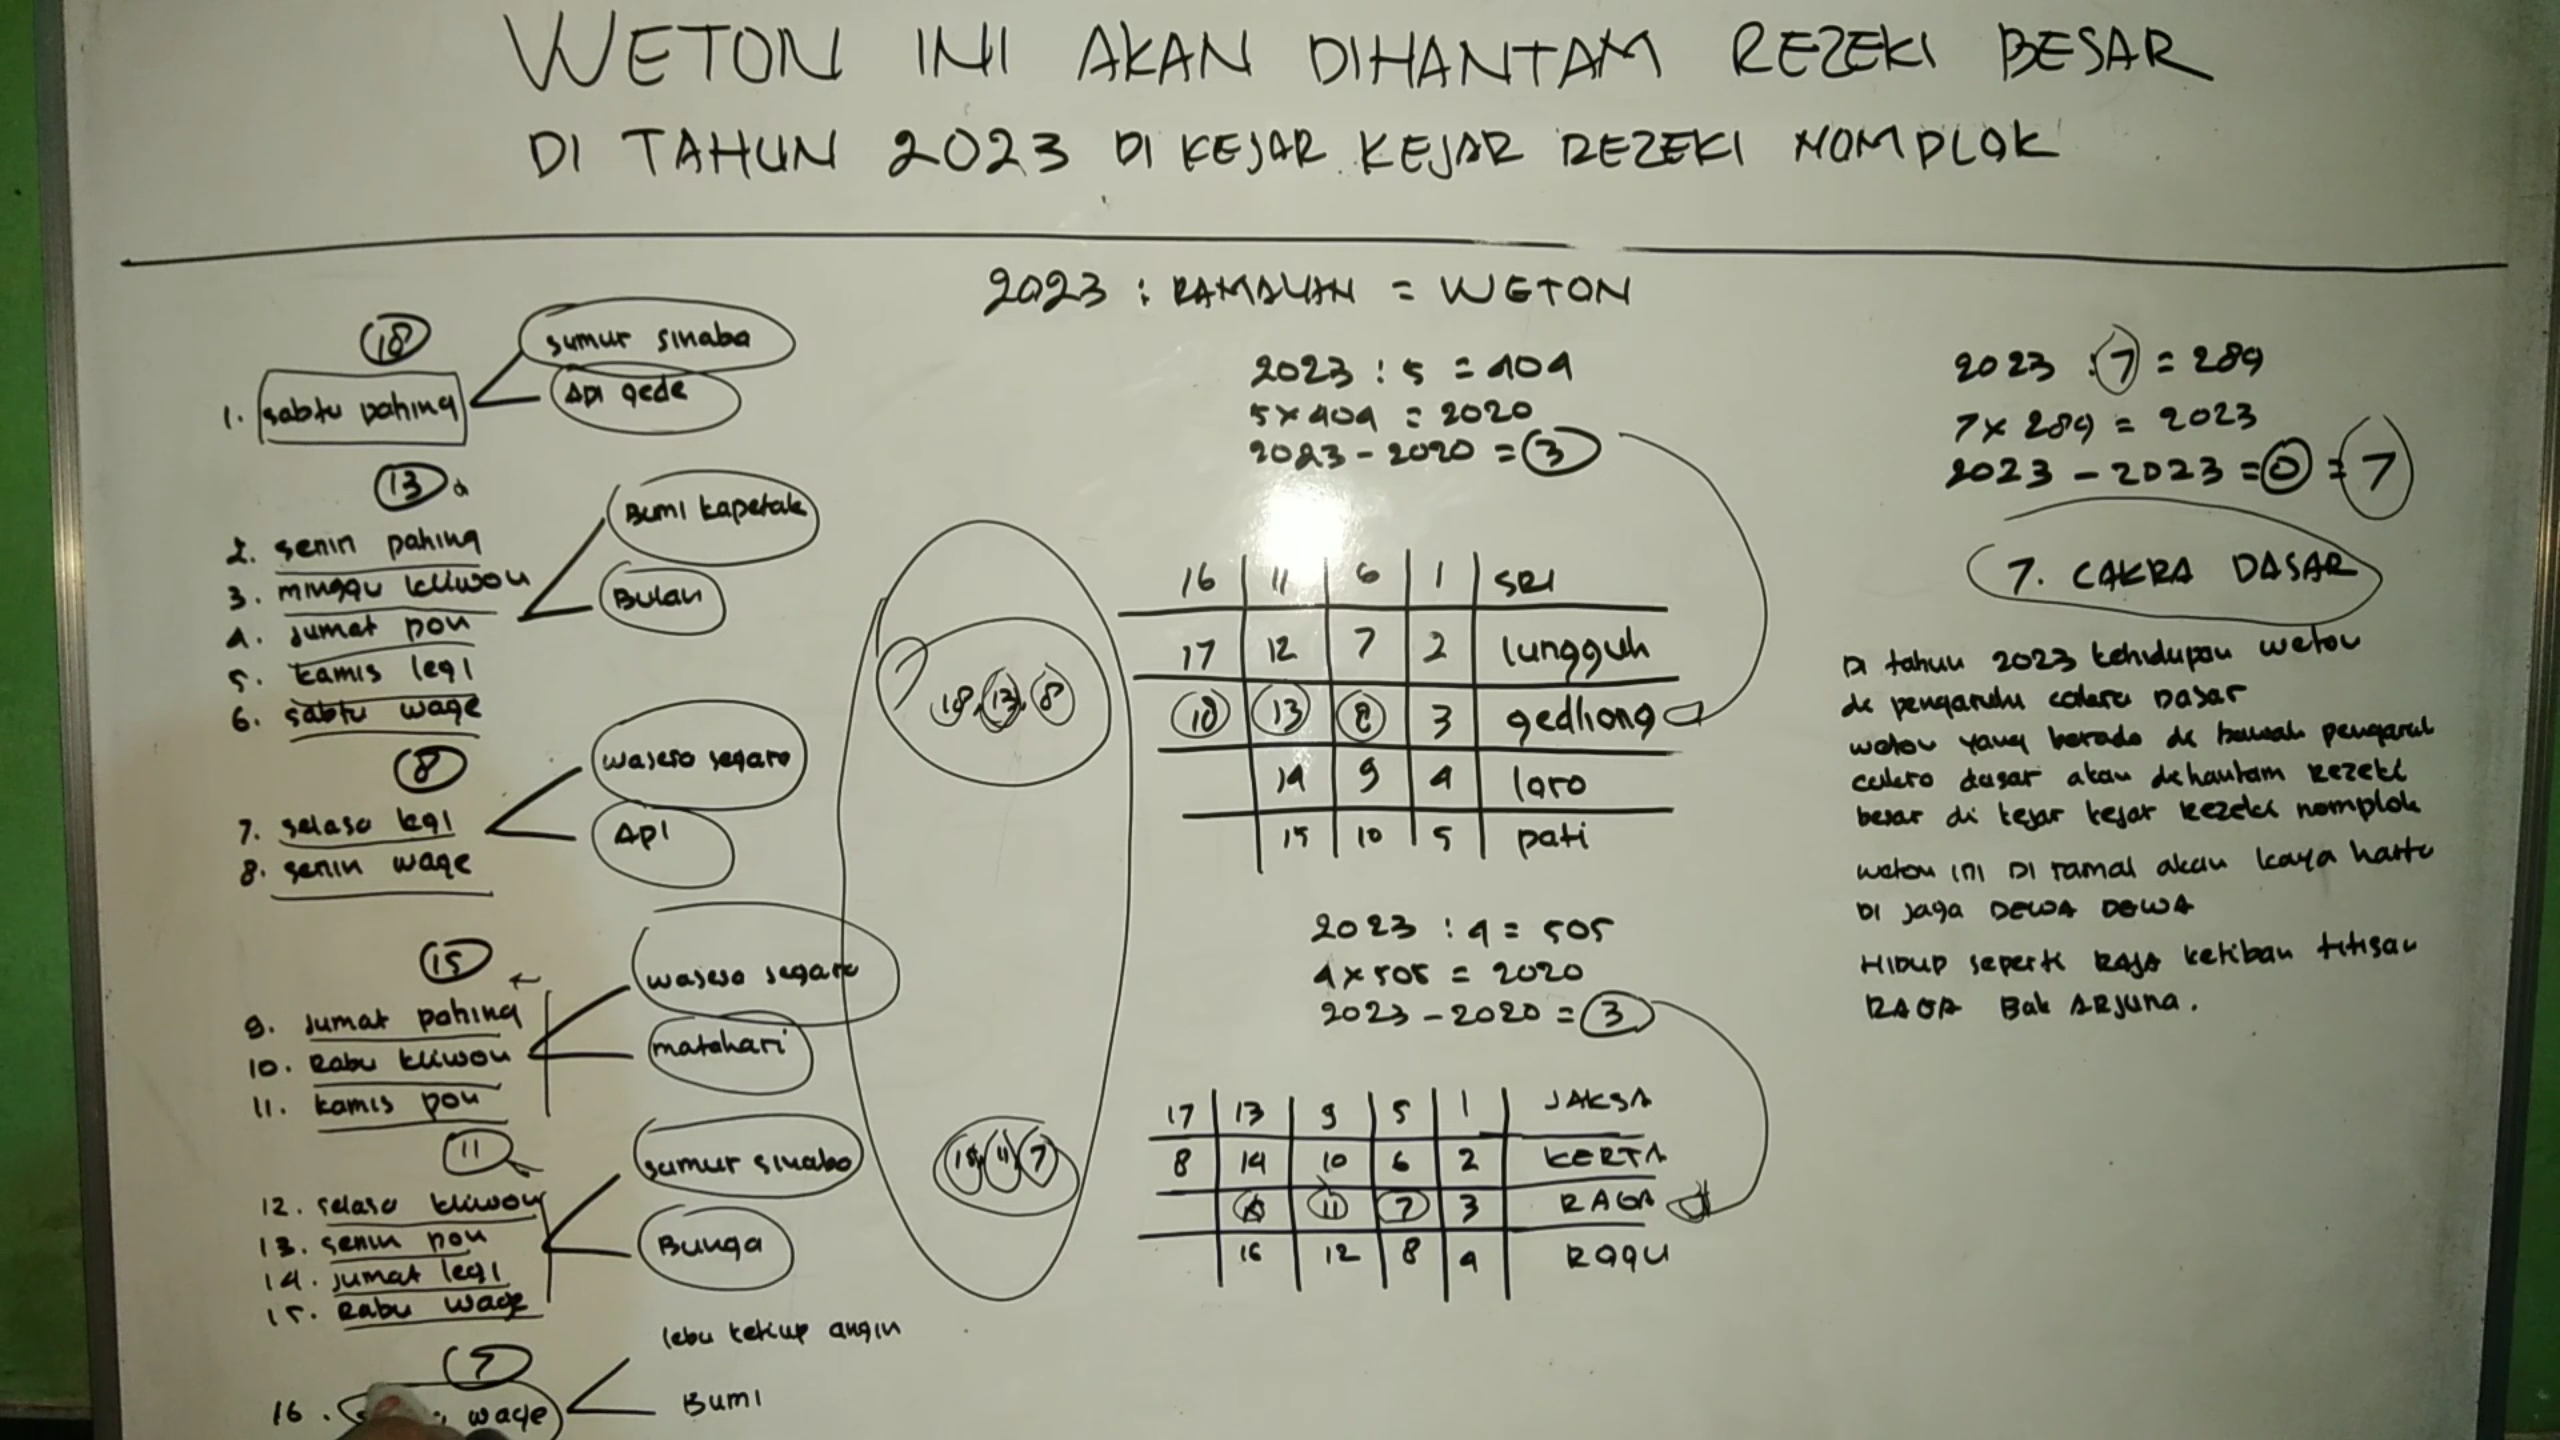 WETON INI AKAN DIHANTAM REZEKI BESAR
DI TAHUN 2023 DI KEJAR KEJAR REZEKI NOMPLOK
2023 : RAMALAN = WETON
18
sumur sinaba
Api gede
1. sabtu pahing
13
Bumi kapetak
Bulan
2. senin pahing
3. minggu kliwon
4. jumat pon
5. kamis legi
6. sabtu wage
8
waseso segaro
Api
7. selasa legi
8. senin wage
15
waseso segaro
matahari
9. jumat pahing
10. Rabu kliwon
11. kamis pon
11
sumur sinabo
Bunga
12. selasa kliwon
13. senin pon
14. jumat legi
15. Rabu wage
7
lebu tekiup angin
Bumi
16. wage
18, 13, 8
15 11 7
2023 : 5 = 404
5 x 404 = 2020
2023 - 2020 = 3
16 11 6 1 SRI
17 12 7 2 lungguh
18 13 8 3 gedhong
14 9 4 loro
15 10 5 pati
2023 : 4 = 505
4 x 505 = 2020
2023 - 2020 = 3
17 13 9 5 1 JAKSA
8 14 10 6 2 KERTA
11 7 3 RAGA
16 12 8 4 RAGU
2023 : 7 = 289
7 x 289 = 2023
2023 - 2023 = 0 = 7
7. CAKRA DASAR
Di tahun 2023 kehidupan weton
di pengaruhi cakra Dasar
weton yang berada di bawah pengaruh
cakra dasar akan dihantam Rezeki
besar di kejar kejar Rezeki nomplok
weton ini Di ramal akan kaya harta
Di jaga DEWA DEWA
HIDUP seperti RAJA ketiban titisan
RAGA Bak ARJUNA.